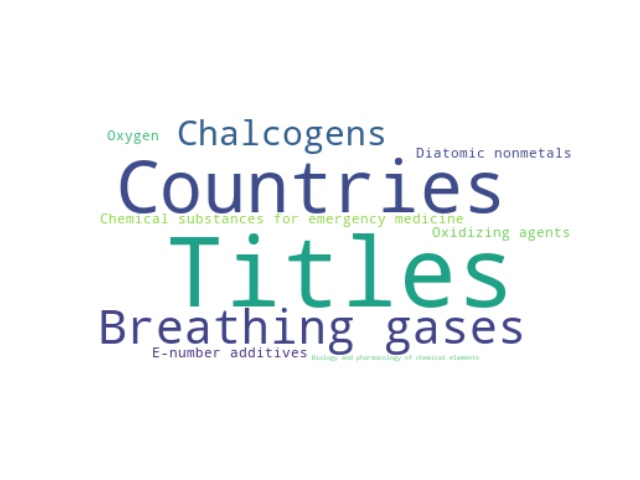 Oxygen
Chalcogens
Diatomic nonmetals
Countries
Chemical substances for emergency medicine
Oxidizing agents
Titles
Breathing gases
E-number additives
Biology and pharmacology of chemical elements